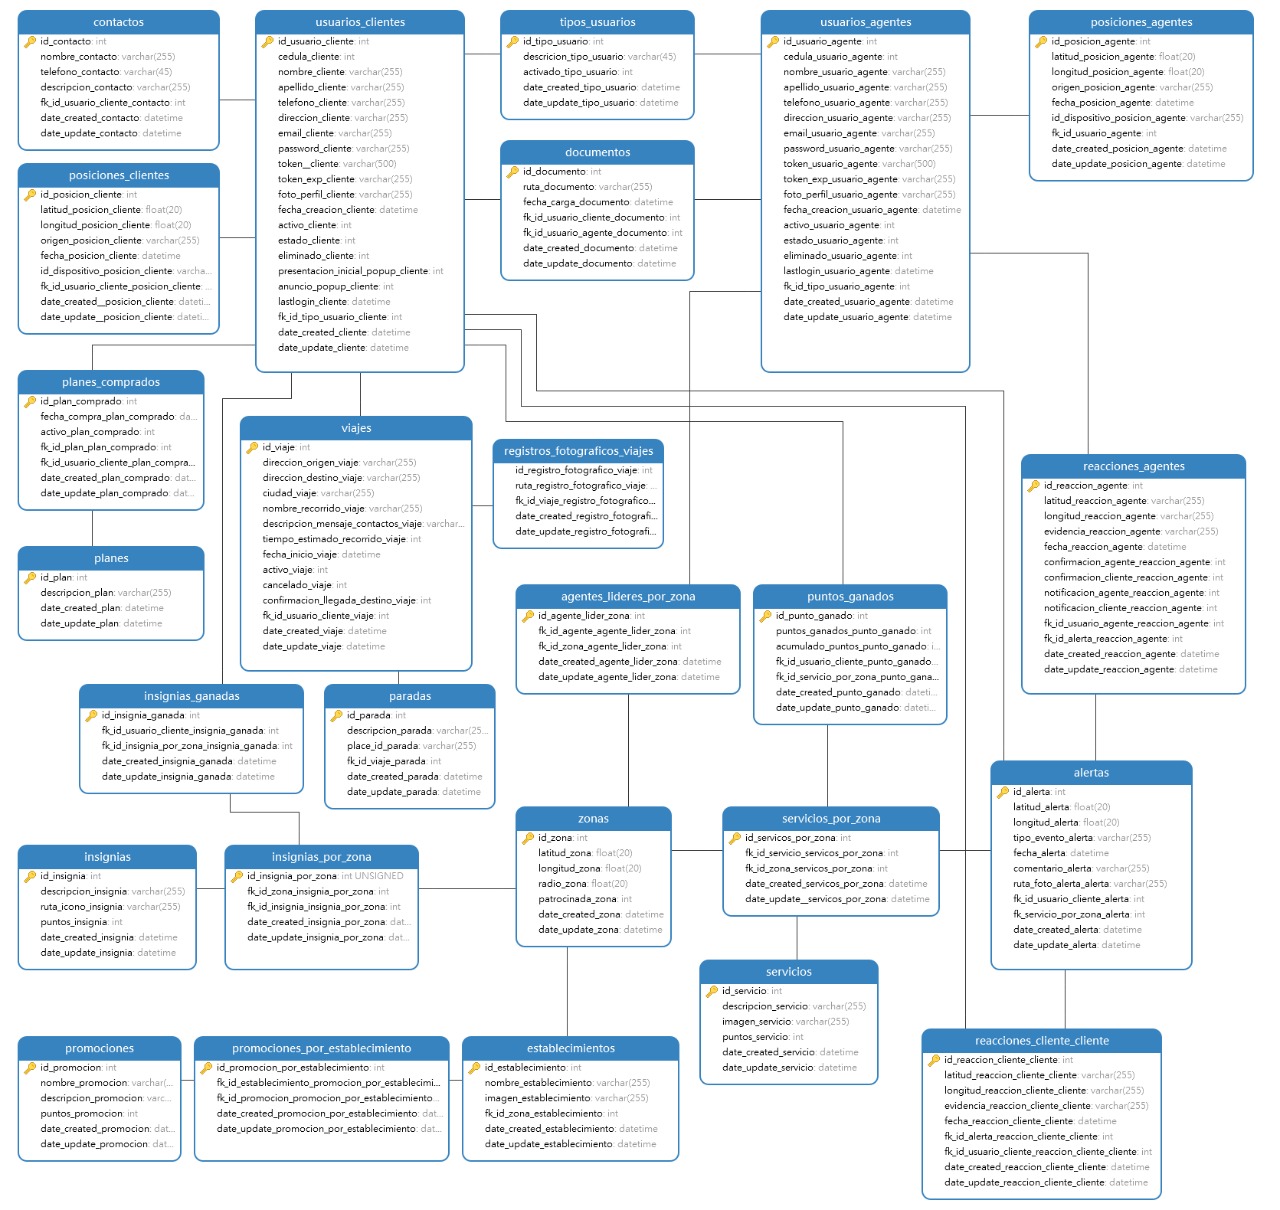 contactos
id_contacto: int
nombre_contacto: varchar(255)
telefono_contacto: varchar(45)
descripcion_contacto: varchar(255)
fk_id_usuario_cliente_contacto: int
date_created_contacto: datetime
date_update_contacto: datetime
usuarios_clientes
id_usuario_cliente: int
cedula_cliente: int
nombre_cliente: varchar(255)
apellido_cliente: varchar(255)
telefono_cliente: varchar(255)
direccion_cliente: varchar(255)
email_cliente: varchar(255)
password_cliente: varchar(255)
token__cliente: varchar(500)
token_exp_cliente: varchar(255)
foto_perfil_cliente: varchar(255)
fecha_creacion_cliente: datetime
activo_cliente: int
estado_cliente: int
eliminado_cliente: int
presentacion_inicial_popup_cliente: int
anuncio_popup_cliente: int
lastlogin_cliente: datetime
fk_id_tipo_usuario_cliente: int
date_created_cliente: datetime
date_update_cliente: datetime
tipos_usuarios
id_tipo_usuario: int
descricion_tipo_usuario: varchar(45)
activado_tipo_usuario: int
date_created_tipo_usuario: datetime
date_update_tipo_usuario: datetime
usuarios_agentes
id_usuario_agente: int
cedula_usuario_agente: int
nombre_usuario_agente: varchar(255)
apellido_usuario_agente: varchar(255)
telefono_usuario_agente: varchar(255)
direccion_usuario_agente: varchar(255)
email_usuario_agente: varchar(255)
password_usuario_agente: varchar(255)
token_usuario_agente: varchar(500)
token_exp_usuario_agente: varchar(255)
foto_perfil_usuario_agente: varchar(255)
fecha_creacion_usuario_agente: datetime
activo_usuario_agente: int
estado_usuario_agente: int
eliminado_usuario_agente: int
lastlogin_usuario_agente: datetime
fk_id_tipo_usuario_agente: int
date_created_usuario_agente: datetime
date_update_usuario_agente: datetime
posiciones_agentes
id_posicion_agente: int
latitud_posicion_agente: float(20)
longitud_posicion_agente: float(20)
origen_posicion_agente: varchar(255)
fecha_posicion_agente: datetime
id_dispositivo_posicion_agente: varchar(255)
fk_id_usuario_agente: int
date_created_posicion_agente: datetime
date_update_posicion_agente: datetime
posiciones_clientes
id_posicion_cliente: int
latitud_posicion_cliente: float(20)
longitud_posicion_cliente: float(20)
origen_posicion_cliente: varchar(255)
fecha_posicion_cliente: datetime
id_dispositivo_posicion_cliente: varcha...
fk_id_usuario_cliente_posicion_cliente: ...
date_created__posicion_cliente: dateti...
date_update__posicion_cliente: dateti...
documentos
id_documento: int
ruta_documento: varchar(255)
fecha_carga_documento: datetime
fk_id_usuario_cliente_documento: int
fk_id_usuario_agente_documento: int
date_created_documento: datetime
date_update_documento: datetime
planes_comprados
id_plan_comprado: int
fecha_compra_plan_comprado: da...
activo_plan_comprado: int
fk_id_plan_plan_comprado: int
fk_id_usuario_cliente_plan_compra...
date_created_plan_comprado: dat...
date_update_plan_comprado: dat...
viajes
id_viaje: int
direccion_origen_viaje: varchar(255)
direccion_destino_viaje: varchar(255)
ciudad_viaje: varchar(255)
nombre_recorrido_viaje: varchar(255)
descripcion_mensaje_contactos_viaje: varchar...
tiempo_estimado_recorrido_viaje: int
fecha_inicio_viaje: datetime
activo_viaje: int
cancelado_viaje: int
confirmacion_llegada_destino_viaje: int
fk_id_usuario_cliente_viaje: int
date_created_viaje: datetime
date_update_viaje: datetime
registros_fotograficos_viajes
id_registro_fotografico_viaje: int
ruta_registro_fotografico_viaje: ...
fk_id_viaje_registro_fotografico...
date_created_registro_fotografi...
date_update_registro_fotografi...
reacciones_agentes
id_reaccion_agente: int
latitud_reaccion_agente: varchar(255)
longitud_reaccion_agente: varchar(255)
evidencia_reaccion_agente: varchar(255)
fecha_reaccion_agente: datetime
confirmacion_agente_reaccion_agente: int
confirmacion_cliente_reaccion_agente: int
notificacion_agente_reaccion_agente: int
notificacion_cliente_reaccion_agente: int
fk_id_usuario_agente_reaccion_agente: int
fk_id_alerta_reaccion_agente: int
date_created_reaccion_agente: datetime
date_update_reaccion_agente: datetime
planes
id_plan: int
descripcion_plan: varchar(255)
date_created_plan: datetime
date_update_plan: datetime
agentes_lideres_por_zona
id_agente_lider_zona: int
fk_id_agente_agente_lider_zona: int
fk_id_zona_agente_lider_zona: int
date_created_agente_lider_zona: datetime
date_update_agente_lider_zona: datetime
puntos_ganados
id_punto_ganado: int
puntos_ganados_punto_ganado: int
acumulado_puntos_punto_ganado: i...
fk_id_usuario_cliente_punto_ganado...
fk_id_servicio_por_zona_punto_gana...
date_created_punto_ganado: dateti...
date_update_punto_ganado: dateti...
insignias_ganadas
id_insignia_ganada: int
fk_id_usuario_cliente_insignia_ganada: int
fk_id_insignia_por_zona_insignia_ganada: int
date_created_insignia_ganada: datetime
date_update_insignia_ganada: datetime
paradas
id_parada: int
descripcion_parada: varchar(25...
place_id_parada: varchar(255)
fk_id_viaje_parada: int
date_created_parada: datetime
date_update_parada: datetime
alertas
id_alerta: int
latitud_alerta: float(20)
longitud_alerta: float(20)
tipo_evento_alerta: varchar(255)
fecha_alerta: datetime
comentario_alerta: varchar(255)
ruta_foto_alerta_alerta: varchar(255)
fk_id_usuario_cliente_alerta: int
fk_servicio_por_zona_alerta: int
date_created_alerta: datetime
date_update_alerta: datetime
zonas
id_zona: int
latitud_zona: float(20)
longitud_zona: float(20)
radio_zona: float(20)
patrocinada_zona: int
date_created_zona: datetime
date_update_zona: datetime
servicios_por_zona
id_servicos_por_zona: int
fk_id_servicio_servicos_por_zona: int
fk_id_zona_servicos_por_zona: int
date_created_servicos_por_zona: datetime
date_update__servicos_por_zona: datetime
insignias
id_insignia: int
descripcion_insignia: varchar(255)
ruta_icono_insignia: varchar(255)
puntos_insignia: int
date_created_insignia: datetime
date_update_insignia: datetime
insignias_por_zona
id_insignia_por_zona: int UNSIGNED
fk_id_zona_insignia_por_zona: int
fk_id_insignia_insignia_por_zona: int
date_created_insignia_por_zona: dat...
date_update_insignia_por_zona: dat...
servicios
id_servicio: int
descripcion_servicio: varchar(255)
imagen_servicio: varchar(255)
puntos_servicio: int
date_created_servicio: datetime
date_update_servicio: datetime
promociones
id_promocion: int
nombre_promocion: varchar(...
descripcion_promocion: varc...
puntos_promocion: int
date_created_promocion: dat...
date_update_promocion: dat...
promociones_por_establecimiento
id_promocion_por_establecimiento: int
fk_id_establecimiento_promocion_por_establecimi...
fk_id_promocion_promocion_por_establecimiento...
date_created_promocion_por_establecimiento: dat...
date_update_promocion_por_establecimiento: dat...
establecimientos
id_establecimiento: int
nombre_establecimiento: varchar(255)
imagen_establecimiento: varchar(255)
fk_id_zona_establecimiento: int
date_created_establecimiento: datetime
date_update_establecimiento: datetime
reacciones_cliente_cliente
id_reaccion_cliente_cliente: int
latitud_reaccion_cliente_cliente: varchar(255)
longitud_reaccion_cliente_cliente: varchar(255)
evidencia_reaccion_cliente_cliente: varchar(255)
fecha_reaccion_cliente_cliente: datetime
fk_id_alerta_reaccion_cliente_cliente: int
fk_id_usuario_cliente_reaccion_cliente_cliente: int
date_created_reaccion_cliente_cliente: datetime
date_update_reaccion_cliente_cliente: datetime